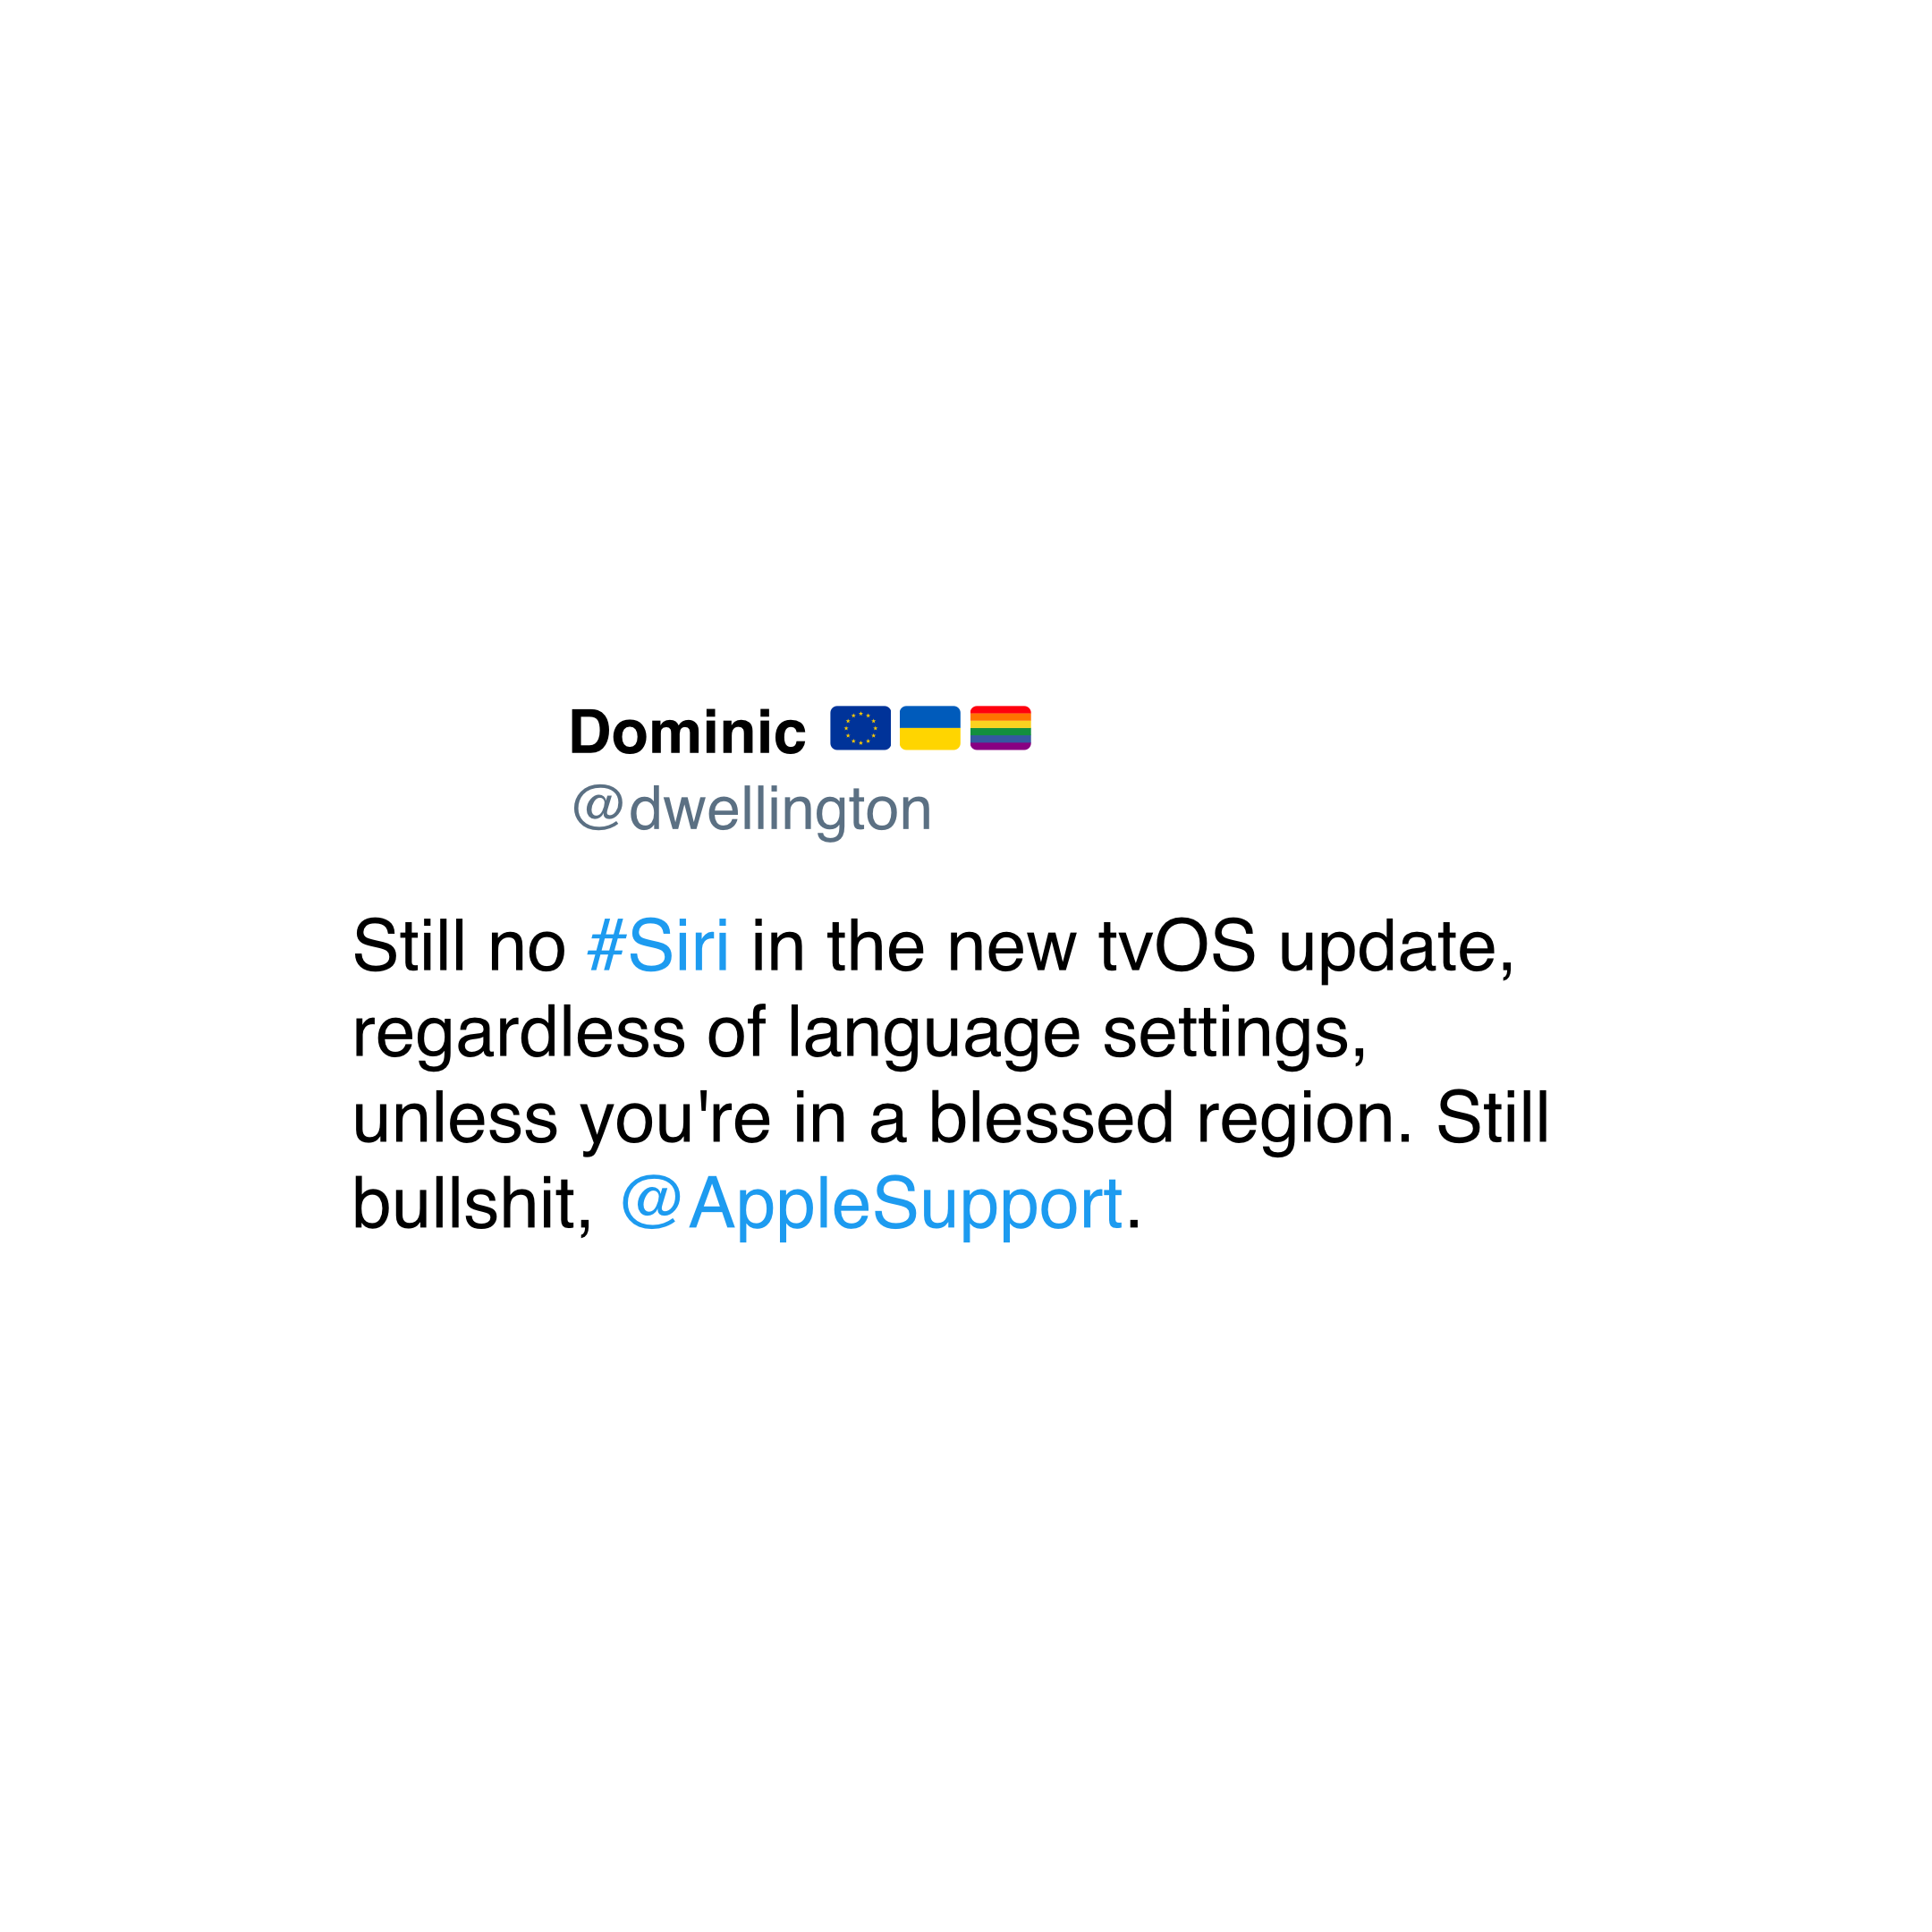 Dominic 🇪🇺 🇺🇦 🏳️‍🌈
@dwellington
Still no #Siri in the new tvOS update,
regardless of language settings,
unless you're in a blessed region. Still
bullshit, @AppleSupport.